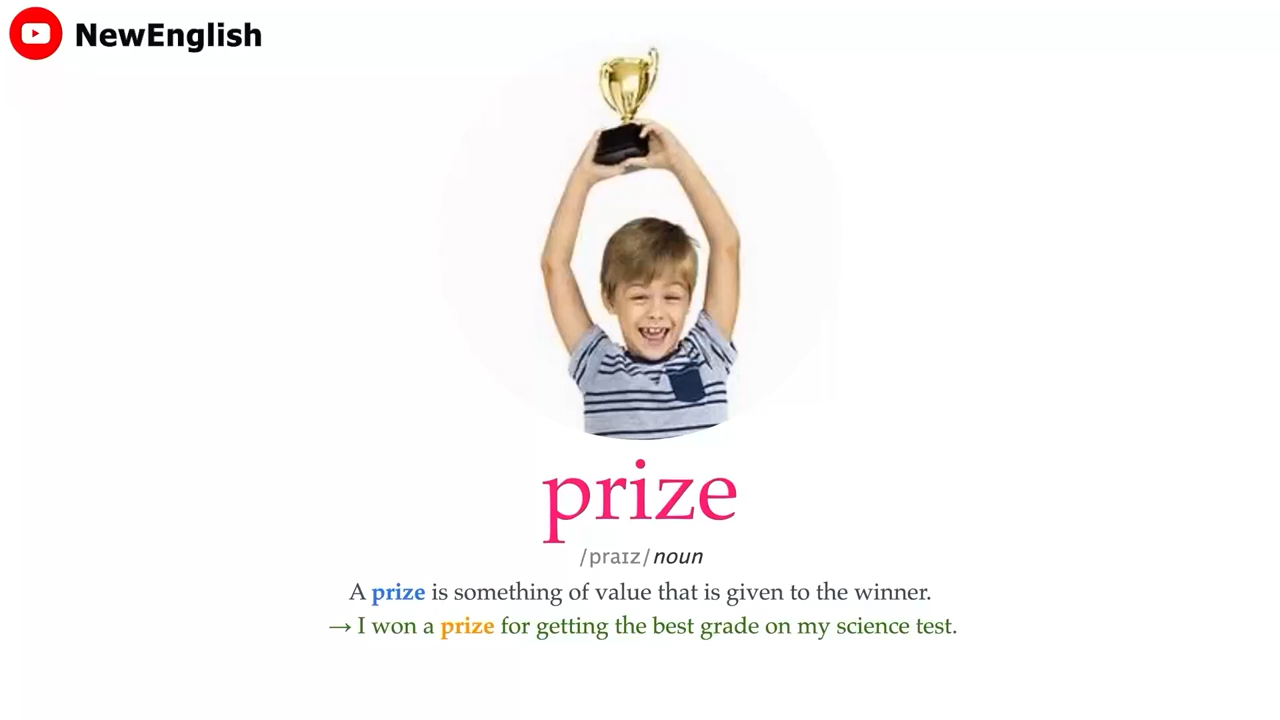 NewEnglish
prize
/praɪz/ noun
A prize is something of value that is given to the winner.
→ I won a prize for getting the best grade on my science test.